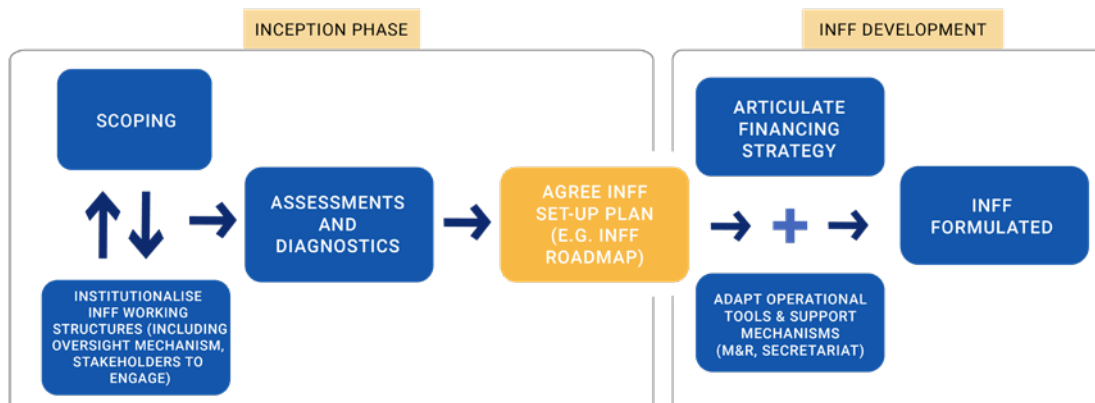 INCEPTION PHASE
INFF DEVELOPMENT
SCOPING
INSTITUTIONALISE
INFF WORKING
STRUCTURES (INCLUDING
OVERSIGHT MECHANISM,
STAKEHOLDERS TO
ENGAGE)
ASSESSMENTS
AND
DIAGNOSTICS
AGREE INFF
SET-UP PLAN
(E.G. INFF
ROADMAP)
ARTICULATE
FINANCING
STRATEGY
ADAPT OPERATIONAL
TOOLS & SUPPORT
MECHANISMS
(M&R, SECRETARIAT)
INFF
FORMULATED